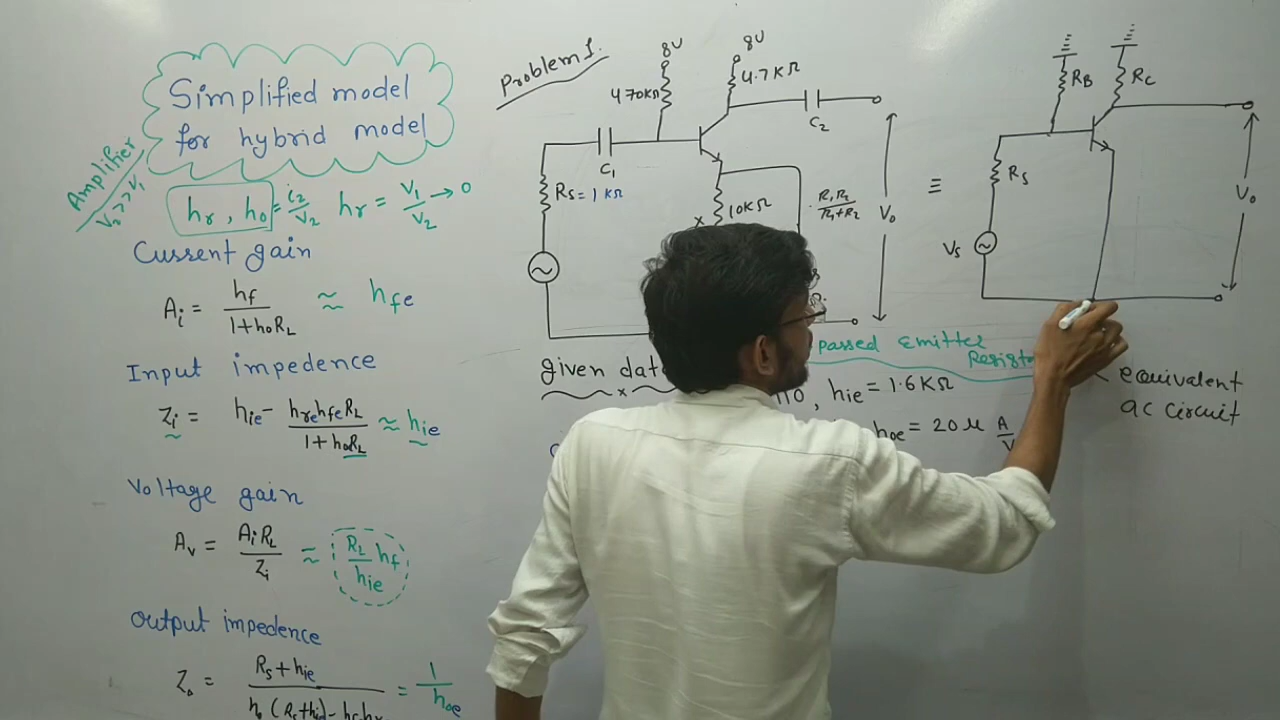 Simplified model
for hybrid model
Amplifier
V2 >> V1
hr, ho = i2/V2 hr = V1/V2 → 0
Current gain
Ai = hf/(1+hoRL) ≈ hfe
Input impedence
Zi = hie - hrehfeRL/(1+hoRL) ≈ hie
Voltage gain
Av = AiRL/Zi ≈ RL/hie hf
Output impedence
Zo = (Rs+hie)/ = 1/hoe
Problem 1.
8V
8V
470KΩ
4.7KΩ
C1
C2
Rs = 1KΩ
10KΩ
R1R2/(R1+R2)
Vo
≡
RB
RC
Rs
Vs
Vo
passed Emitter
given
hie = 1.6KΩ
hoe = 20μ A/V
equivalent
ac circuit